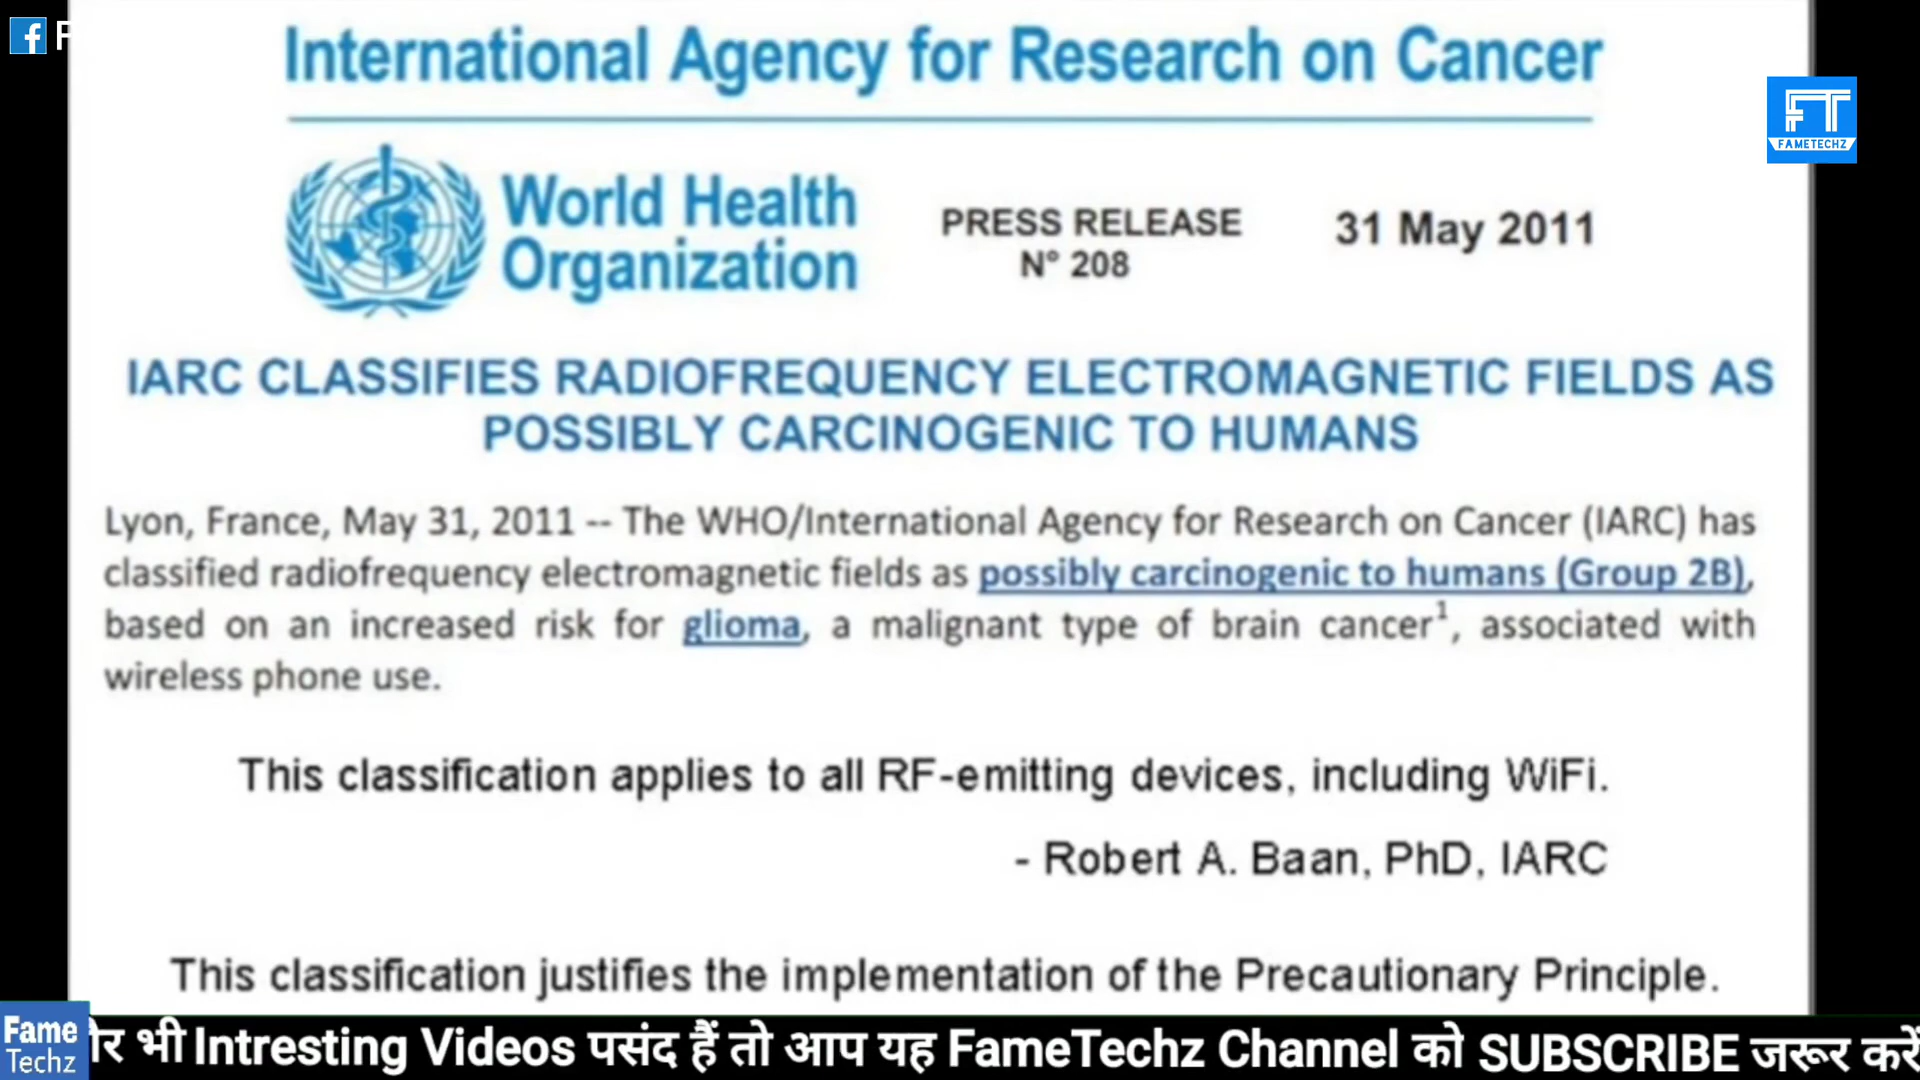 International Agency for Research on Cancer
FT
FAMETECHZ
World Health
Organization
PRESS RELEASE
N° 208
31 May 2011
IARC CLASSIFIES RADIOFREQUENCY ELECTROMAGNETIC FIELDS AS
POSSIBLY CARCINOGENIC TO HUMANS
Lyon, France, May 31, 2011 -- The WHO/International Agency for Research on Cancer (IARC) has
classified radiofrequency electromagnetic fields as possibly carcinogenic to humans (Group 2B),
based on an increased risk for glioma, a malignant type of brain cancer¹, associated with
wireless phone use.
This classification applies to all RF-emitting devices, including WiFi.
- Robert A. Baan, PhD, IARC
This classification justifies the implementation of the Precautionary Principle.
Fame
Techz
भी Intresting Videos पसंद हैं तो आप यह FameTechz Channel को SUBSCRIBE जरूर करें